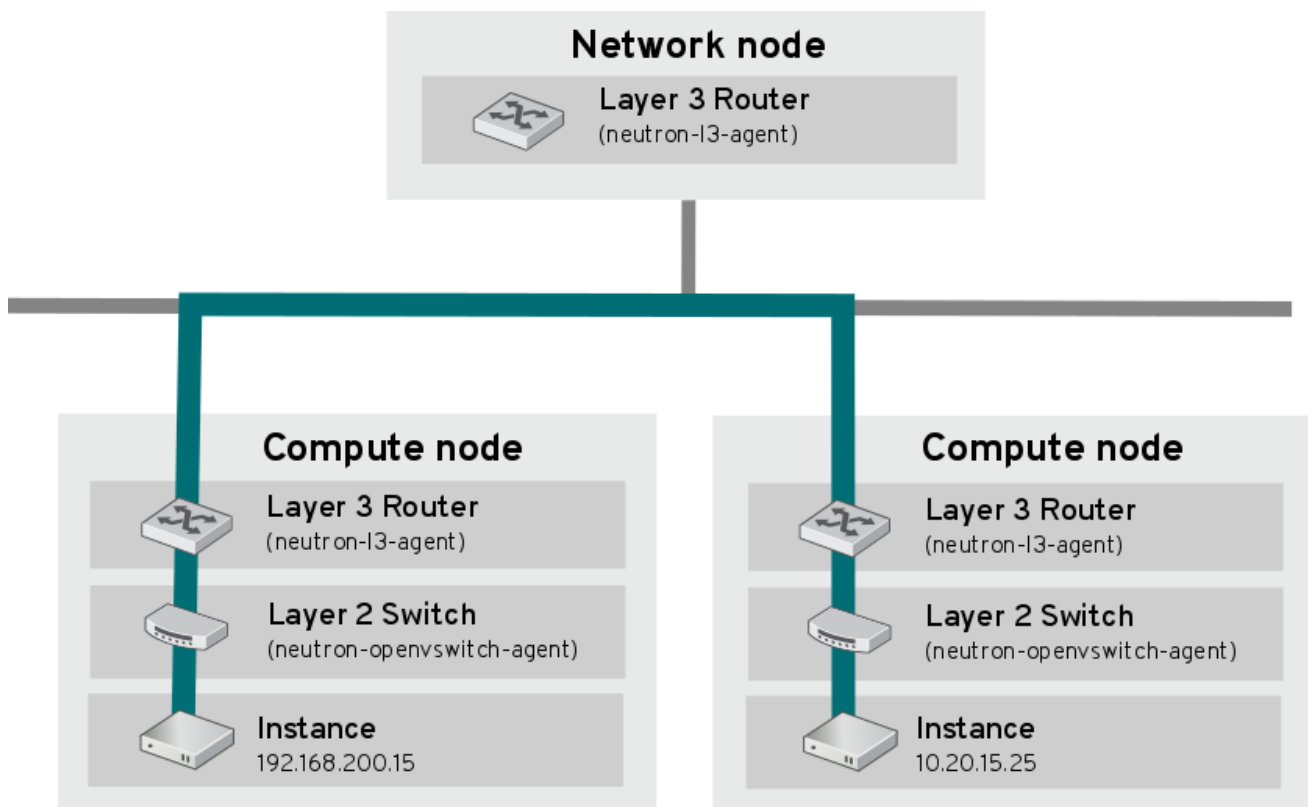 Network node
Layer 3 Router
(neutron-l3-agent)
Compute node
Layer 3 Router
(neutron-l3-agent)
Layer 2 Switch
(neutron-openvswitch-agent)
Instance
192.168.200.15
Compute node
Layer 3 Router
(neutron-l3-agent)
Layer 2 Switch
(neutron-openvswitch-agent)
Instance
10.20.15.25